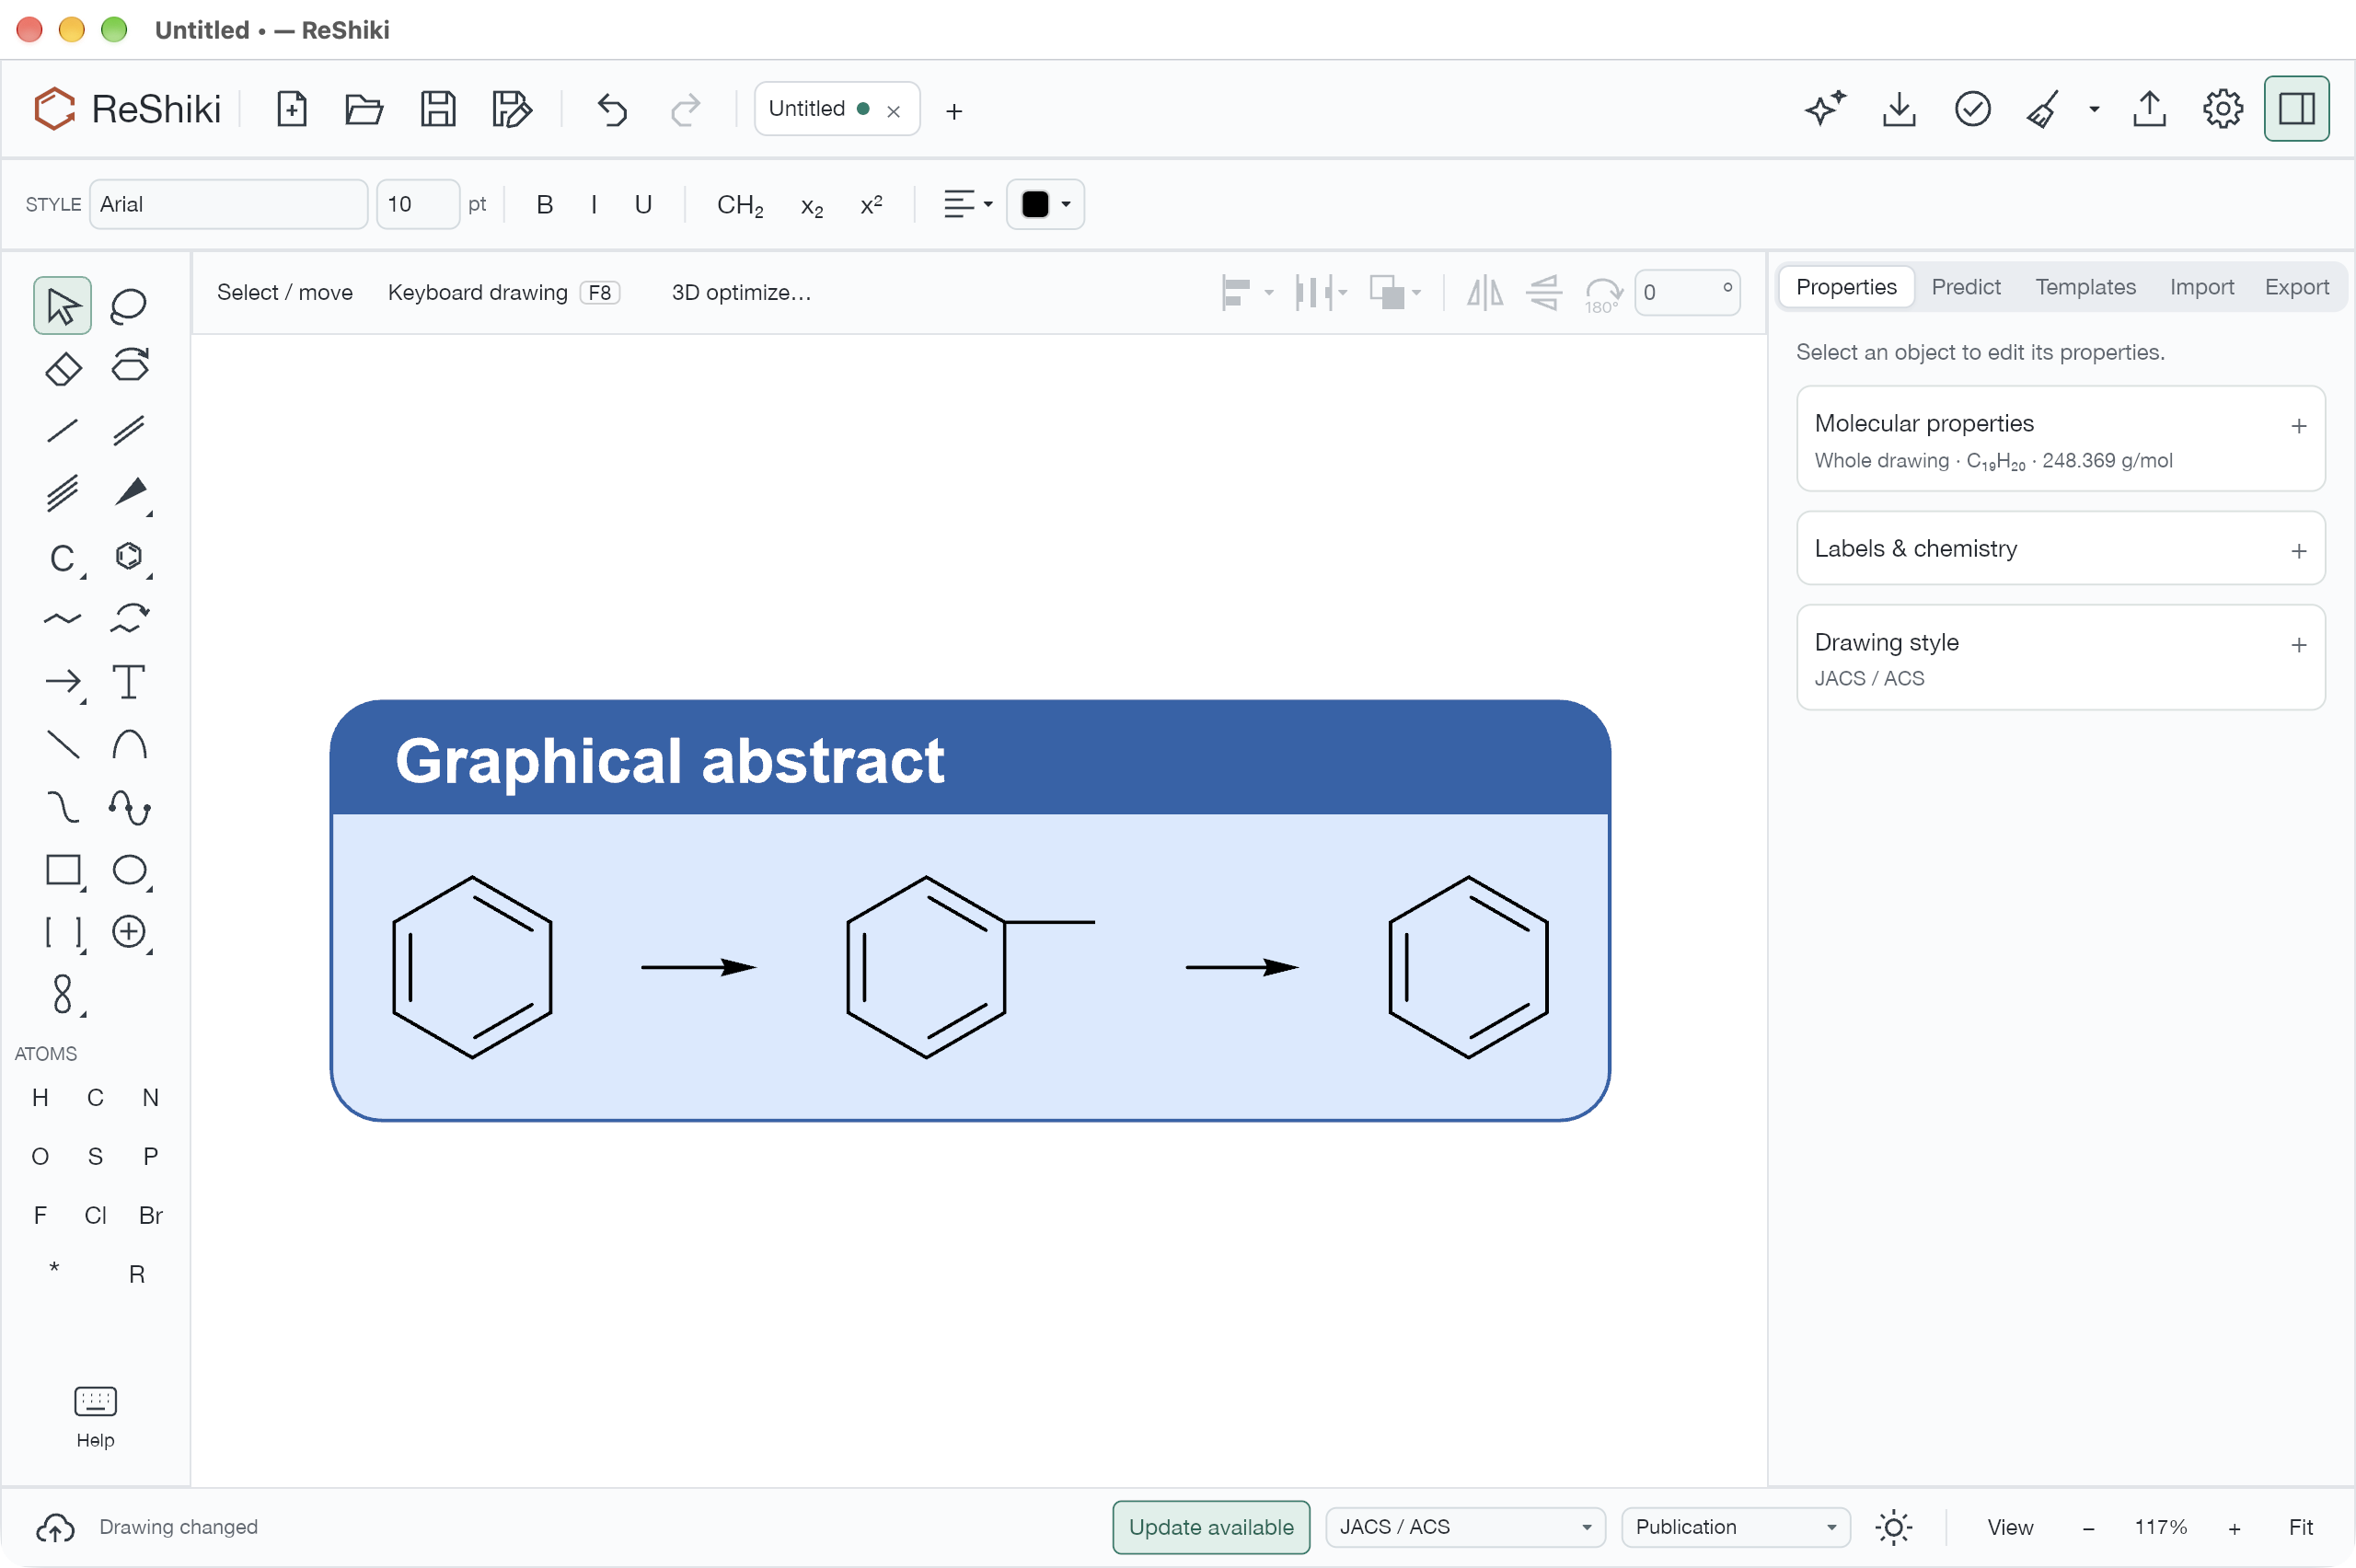 Untitled • — ReShiki
ReShiki
Untitled
STYLE Arial 10 pt B I U CH₂ x₂ x²
Select / move Keyboard drawing F8 3D optimize... 180° 0 °
Properties Predict Templates Import Export
Select an object to edit its properties.
Molecular properties
Whole drawing · C₁₉H₂₀ · 248.369 g/mol
Labels & chemistry
Drawing style
JACS / ACS
C
T
Graphical abstract
ATOMS
H C N
O S P
F Cl Br
* R
Help
Drawing changed Update available JACS / ACS Publication View − 117% + Fit